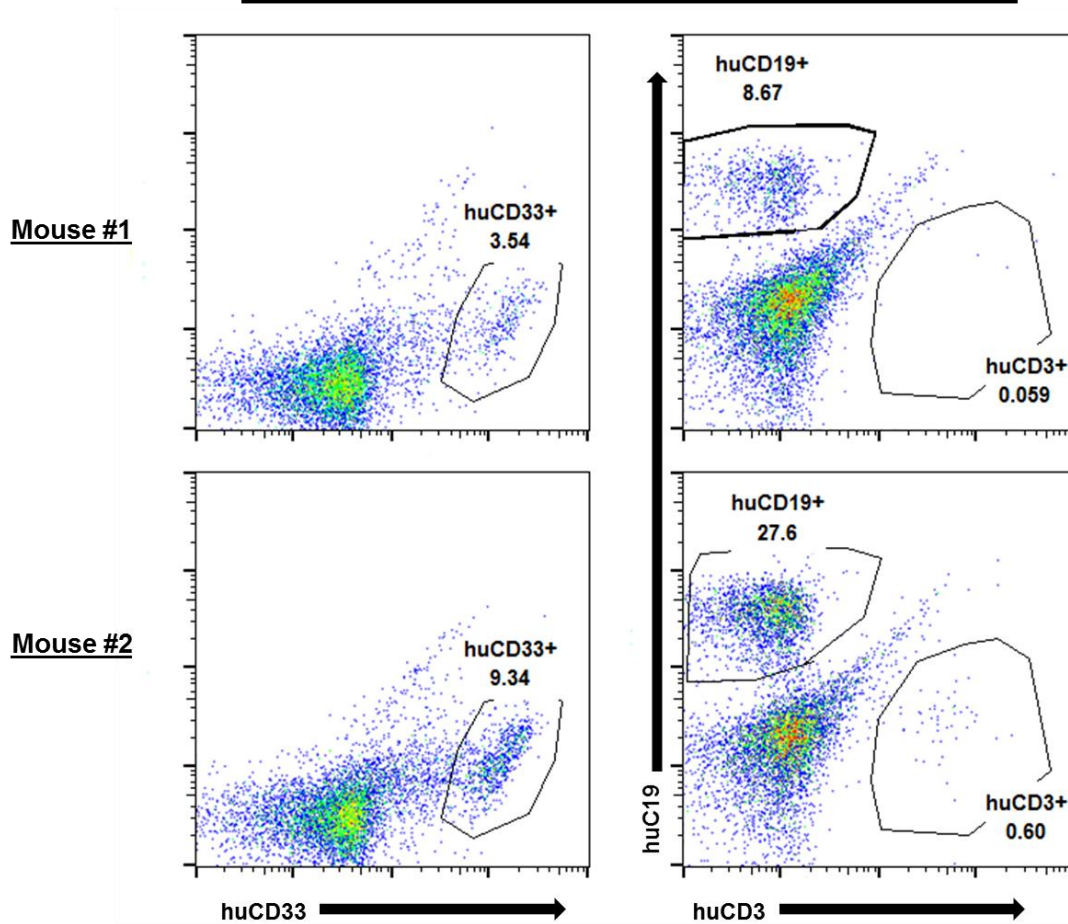 Mouse #1
huCD33+
3.54
huCD19+
8.67
huCD3+
0.059
Mouse #2
huCD33+
9.34
huCD19+
27.6
huCD3+
0.60
huC19
huCD33
huCD3